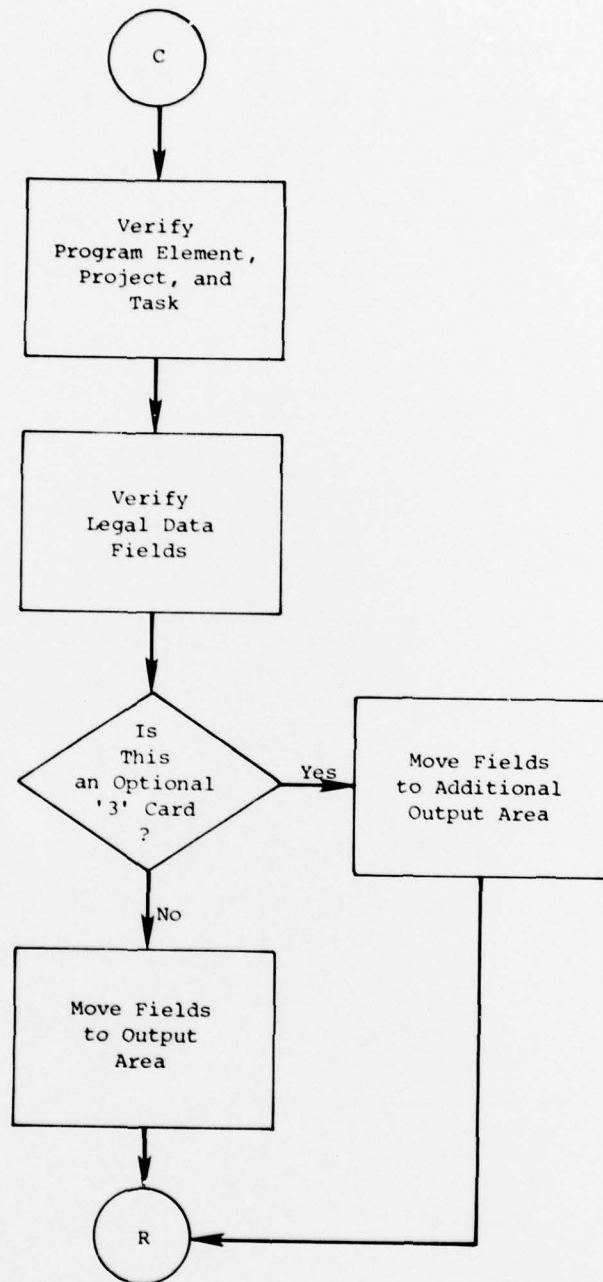 C
Verify
Program Element,
Project, and
Task
Verify
Legal Data
Fields
Is
This
an Optional
'3' Card
?
Yes
Move Fields
to Additional
Output Area
No
Move Fields
to Output
Area
R